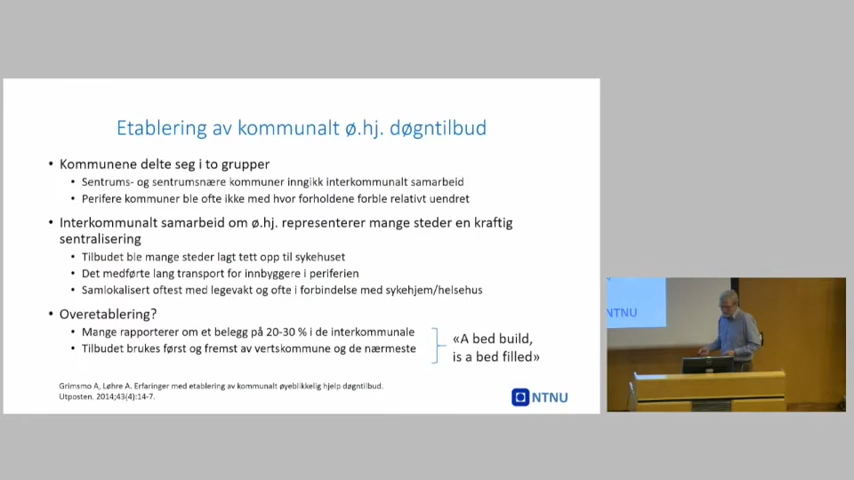 Etablering av kommunalt ø.hj. døgntilbud
• Kommunene delte seg i to grupper
• Sentrums- og sentrumsnære kommuner inngikk interkommunalt samarbeid
• Perifere kommuner ble ofte ikke med hvor forholdene forble relativt uendret
• Interkommunalt samarbeid om ø.hj. representerer mange steder en kraftig
sentralisering
• Tilbudet ble mange steder lagt tett opp til sykehuset
• Det medførte lang transport for innbyggere i periferien
• Samlokalisert oftest med legevakt og ofte i forbindelse med sykehjem/helsehus
• Overetablering?
• Mange rapporterer om et belegg på 20-30 % i de interkommunale
• Tilbudet brukes først og fremst av vertskommune og de nærmeste
«A bed build,
is a bed filled»
Grimsmo A, Løhre A. Erfaringer med etablering av kommunalt øyeblikkelig hjelp døgntilbud.
Utposten. 2014;43(4):14-7.
NTNU
NTNU